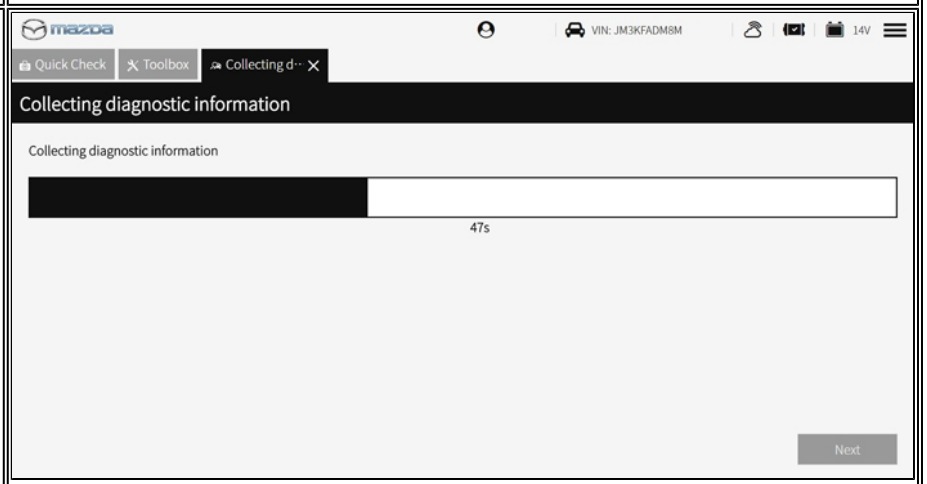 mazda
VIN: JM3KFADM8M
14V
Quick Check
Toolbox
Collecting d··
Collecting diagnostic information
Collecting diagnostic information
47s
Next